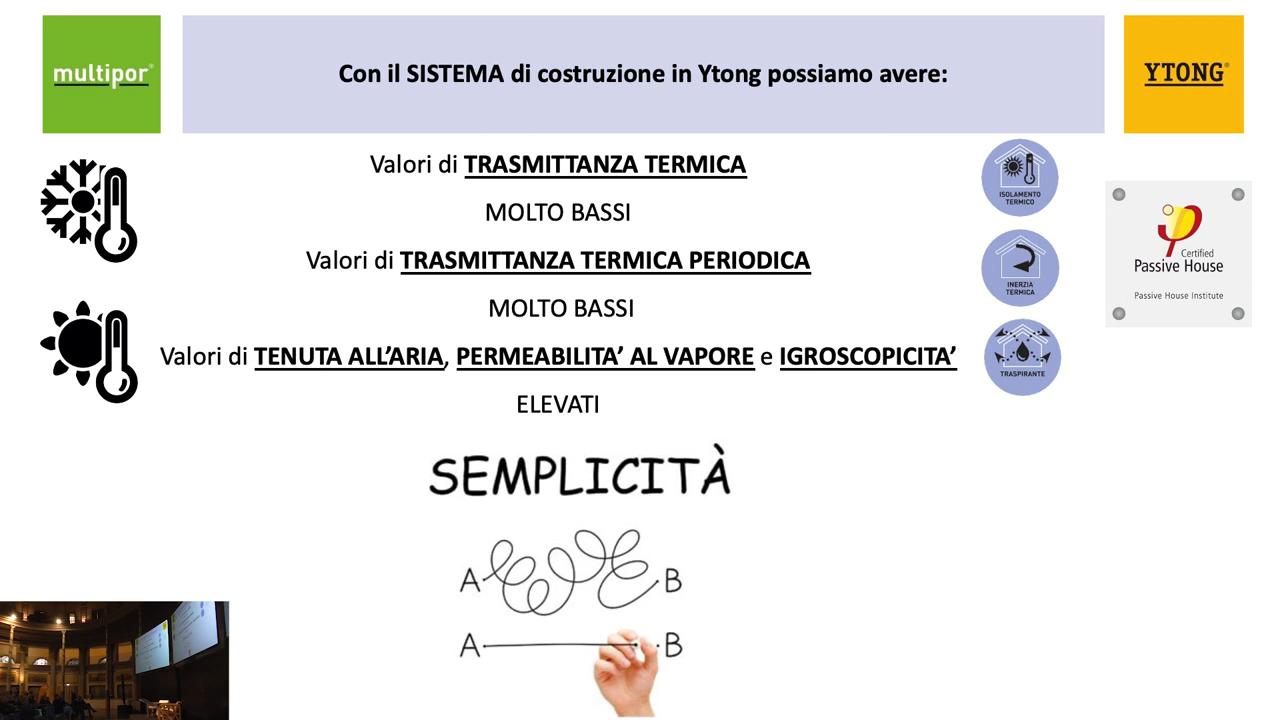 multipor®
Con il SISTEMA di costruzione in Ytong possiamo avere:
YTONG®
Valori di TRASMITTANZA TERMICA
MOLTO BASSI
Valori di TRASMITTANZA TERMICA PERIODICA
MOLTO BASSI
Valori di TENUTA ALL’ARIA, PERMEABILITA’ AL VAPORE e IGROSCOPICITA’
ELEVATI
ISOLAMENTO
TERMICO
INERZIA
TERMICA
TRASPIRANTE
Certified
Passive House
Passive House Institute
SEMPLICITÀ
A B
A B